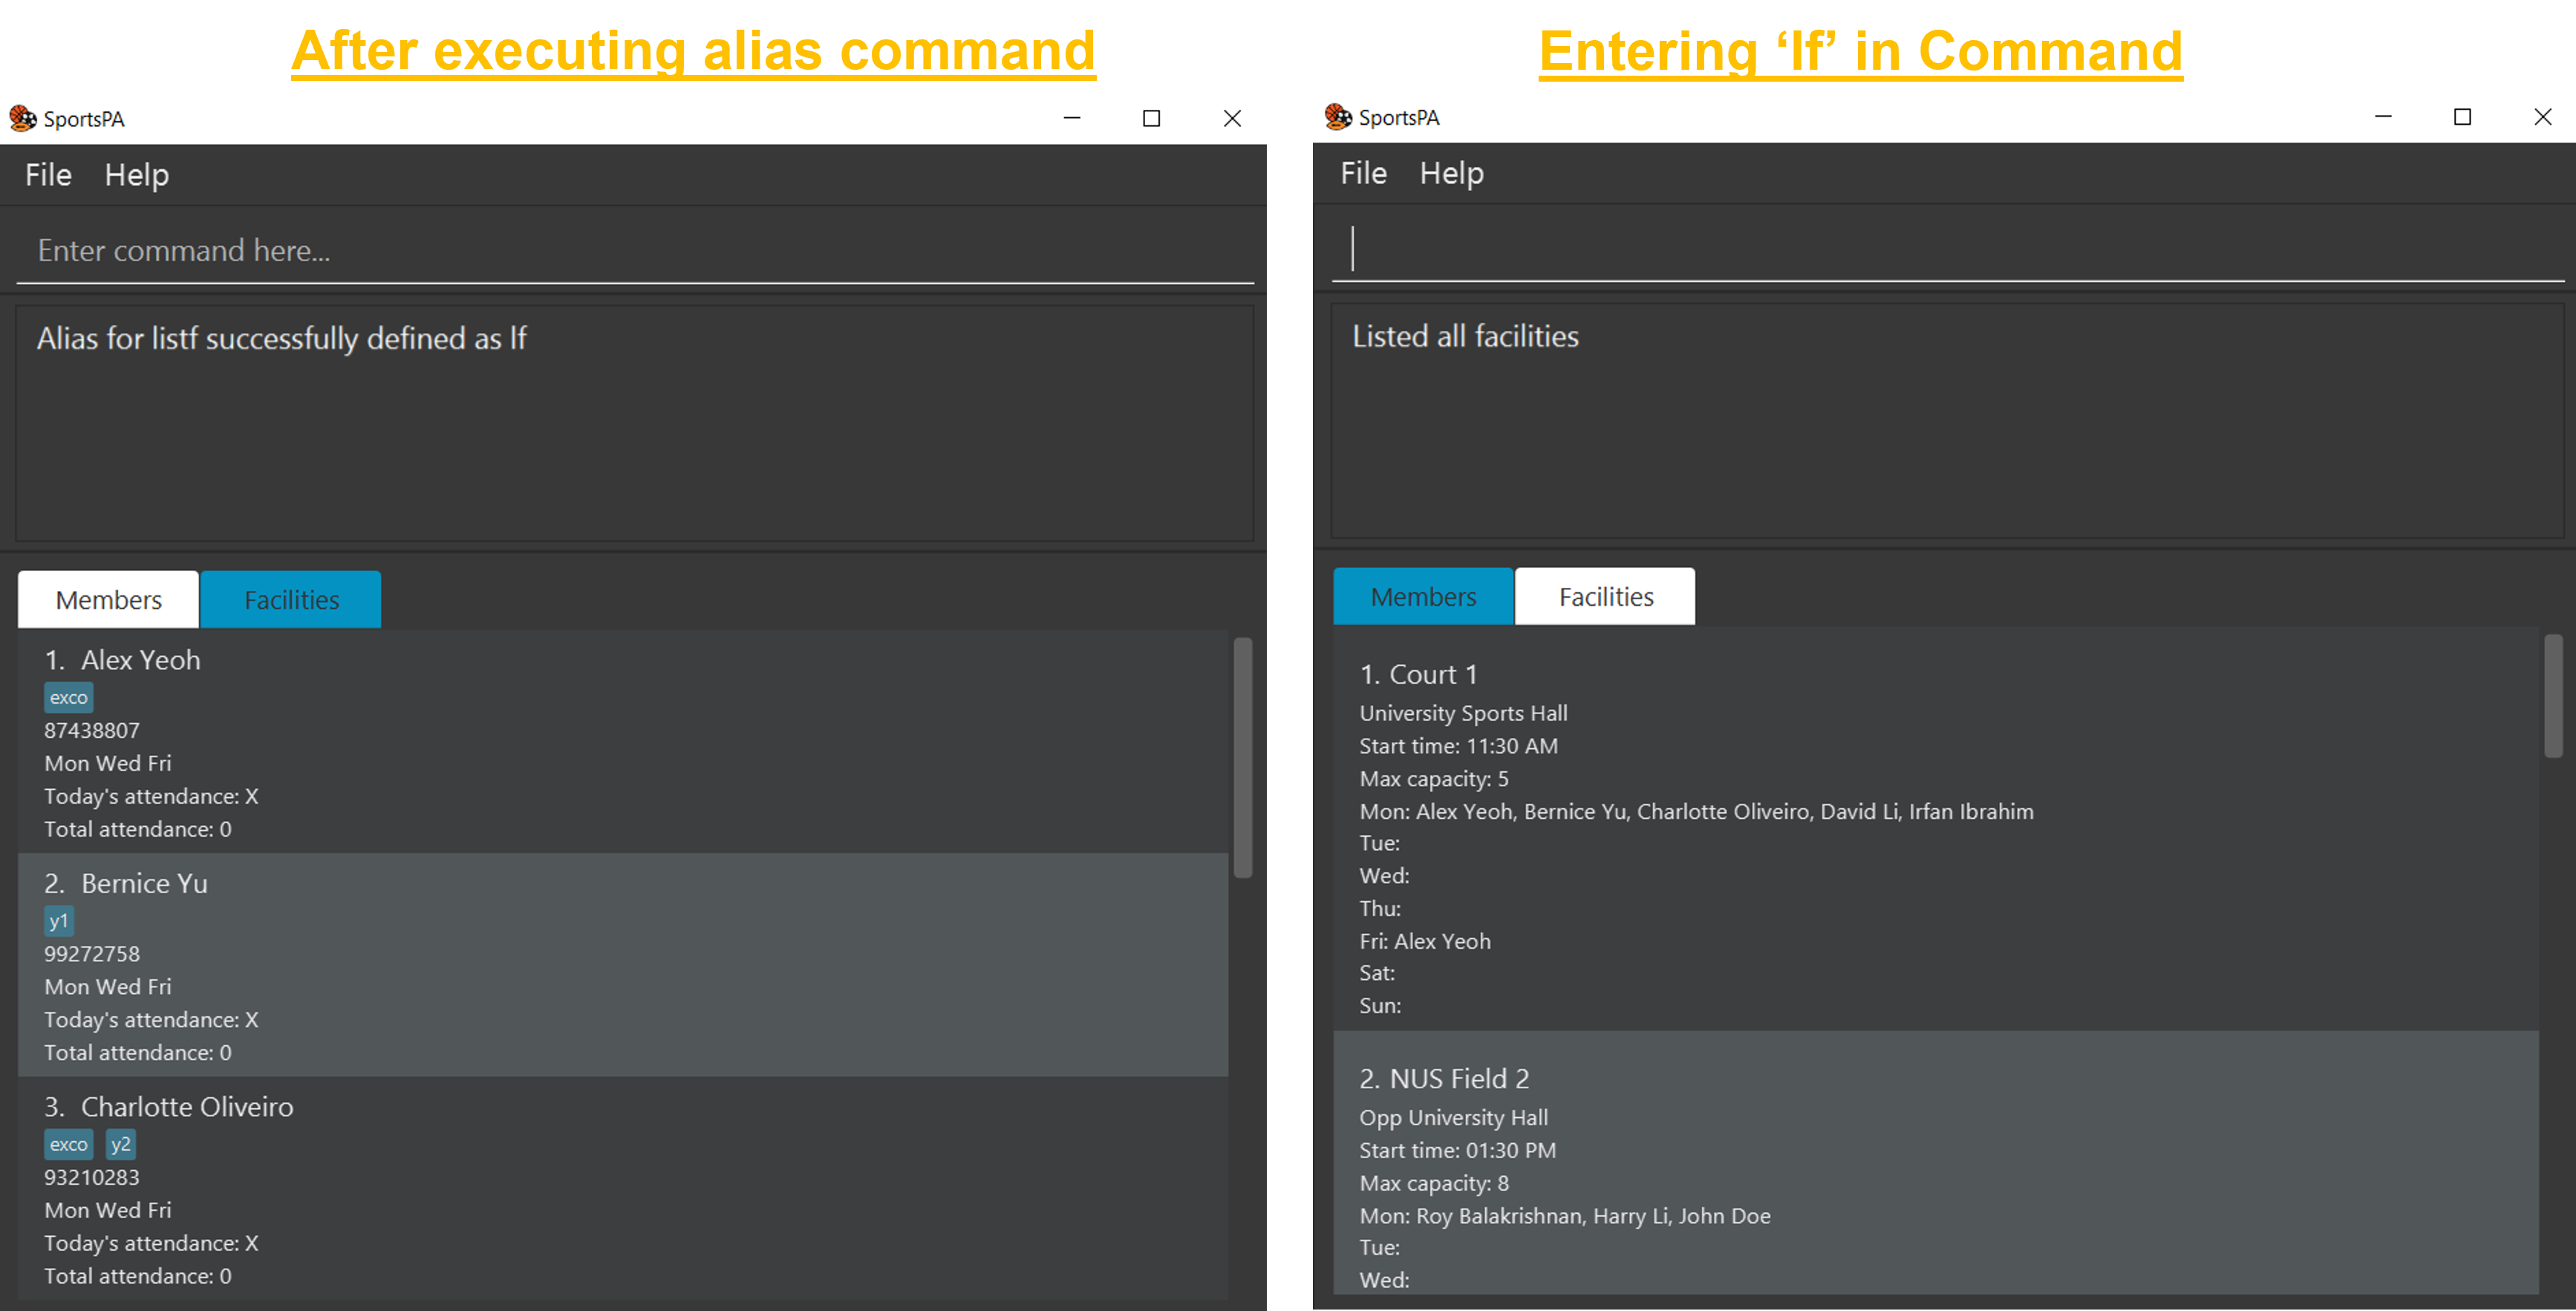 After executing alias command
SportsPA
File Help
Enter command here...
Alias for listf successfully defined as lf
Members Facilities
1. Alex Yeoh
exco
87438807
Mon Wed Fri
Today's attendance: X
Total attendance: 0
2. Bernice Yu
y1
99272758
Mon Wed Fri
Today's attendance: X
Total attendance: 0
3. Charlotte Oliveiro
exco y2
93210283
Mon Wed Fri
Today's attendance: X
Total attendance: 0
Entering ‘lf’ in Command
SportsPA
File Help
Listed all facilities
Members Facilities
1. Court 1
University Sports Hall
Start time: 11:30 AM
Max capacity: 5
Mon: Alex Yeoh, Bernice Yu, Charlotte Oliveiro, David Li, Irfan Ibrahim
Tue:
Wed:
Thu:
Fri: Alex Yeoh
Sat:
Sun:
2. NUS Field 2
Opp University Hall
Start time: 01:30 PM
Max capacity: 8
Mon: Roy Balakrishnan, Harry Li, John Doe
Tue:
Wed: